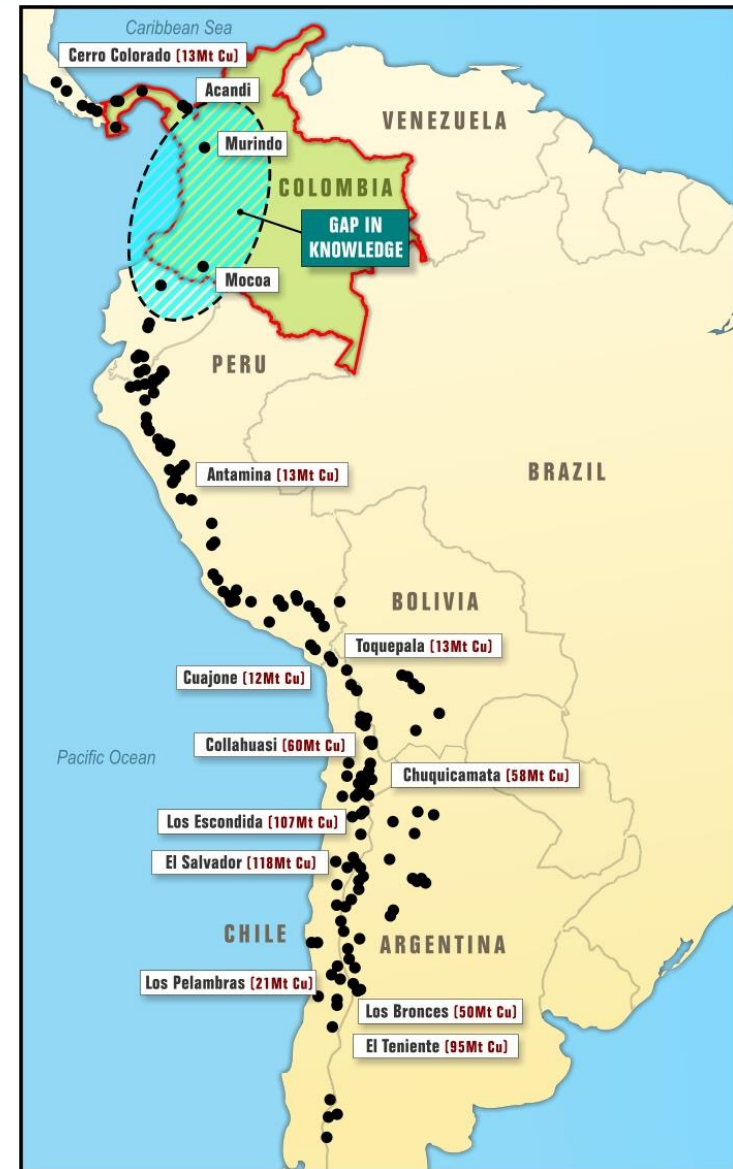 Caribbean Sea
Cerro Colorado (13Mt Cu)
Acandi
VENEZUELA
Murindo
COLOMBIA
GAP IN
KNOWLEDGE
Mocoa
PERU
Antamina (13Mt Cu)
BRAZIL
BOLIVIA
Toquepala (13Mt Cu)
Cuajone (12Mt Cu)
Collahuasi (60Mt Cu)
Pacific Ocean
Chuquicamata (58Mt Cu)
Los Escondida (107Mt Cu)
El Salvador (118Mt Cu)
CHILE
ARGENTINA
Los Pelambras (21Mt Cu)
Los Bronces (50Mt Cu)
El Teniente (95Mt Cu)